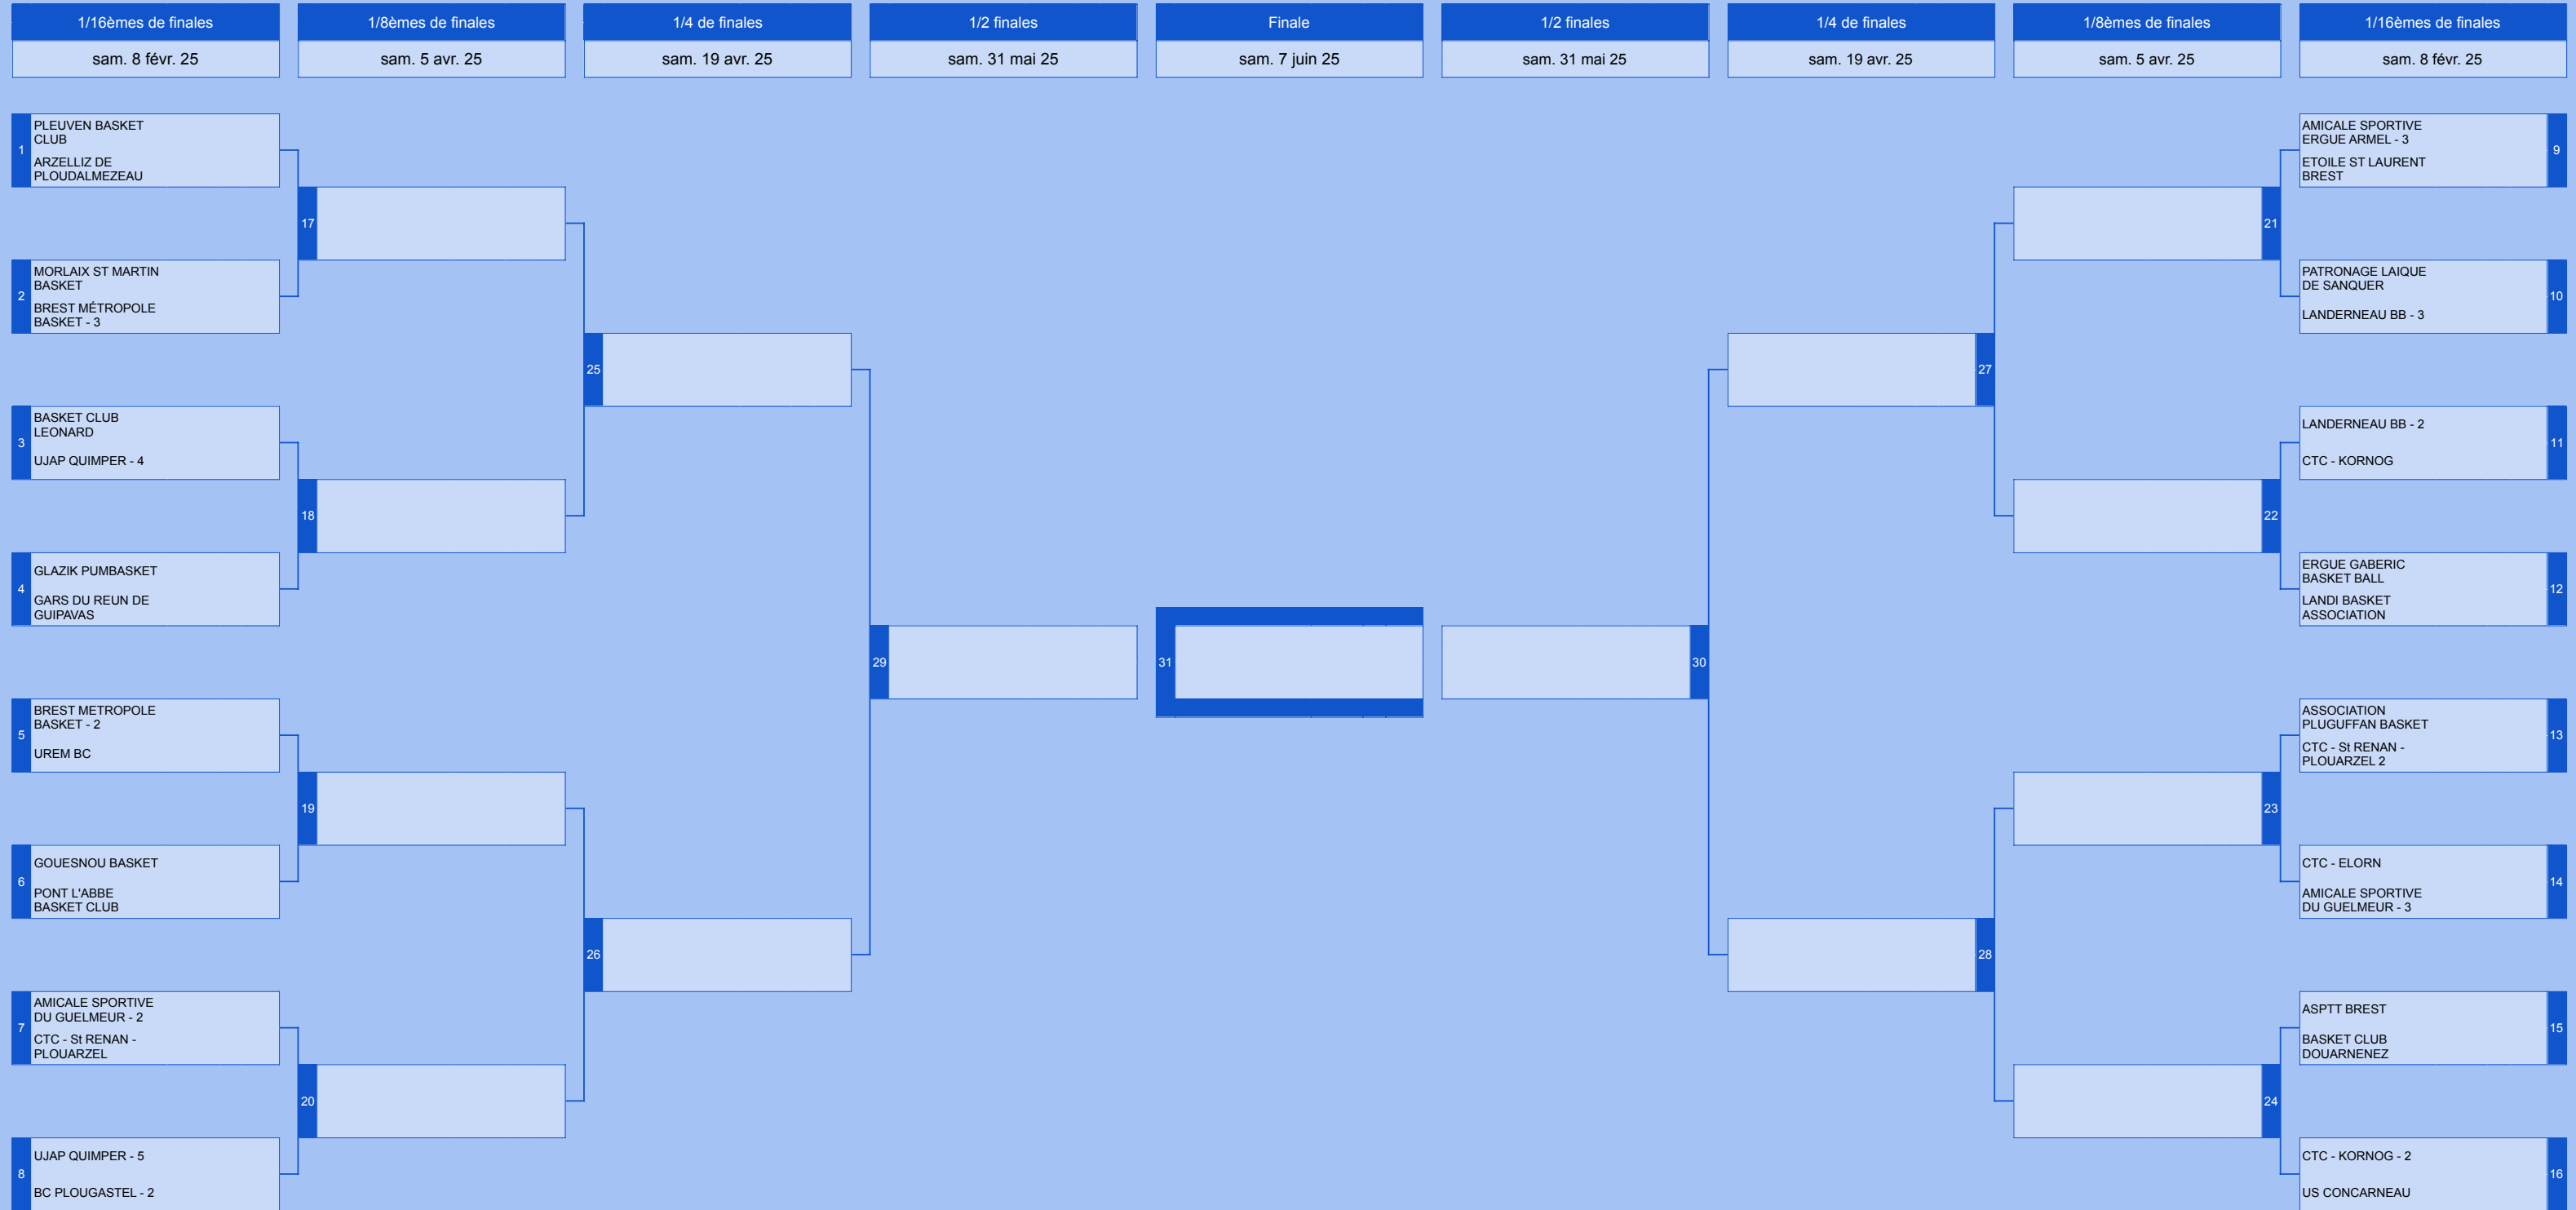 1/16èmes de finales
1/8èmes de finales
1/4 de finales
1/2 finales
Finale
1/2 finales
1/4 de finales
1/8èmes de finales
1/16èmes de finales
sam. 8 févr. 25
sam. 5 avr. 25
sam. 19 avr. 25
sam. 31 mai 25
sam. 7 juin 25
sam. 31 mai 25
sam. 19 avr. 25
sam. 5 avr. 25
sam. 8 févr. 25
1
PLEUVEN BASKET
CLUB
ARZELLIZ DE
PLOUDALMEZEAU
2
MORLAIX ST MARTIN
BASKET
BREST MÉTROPOLE
BASKET - 3
3
BASKET CLUB
LEONARD
UJAP QUIMPER - 4
4
GLAZIK PUMBASKET
GARS DU REUN DE
GUIPAVAS
5
BREST METROPOLE
BASKET - 2
UREM BC
6
GOUESNOU BASKET
PONT L'ABBE
BASKET CLUB
7
AMICALE SPORTIVE
DU GUELMEUR - 2
CTC - St RENAN -
PLOUARZEL
8
UJAP QUIMPER - 5
BC PLOUGASTEL - 2
17
18
19
20
25
26
29
31
30
27
28
21
22
23
24
AMICALE SPORTIVE
ERGUE ARMEL - 3
ETOILE ST LAURENT
BREST
9
PATRONAGE LAIQUE
DE SANQUER
LANDERNEAU BB - 3
10
LANDERNEAU BB - 2
CTC - KORNOG
11
ERGUE GABERIC
BASKET BALL
LANDI BASKET
ASSOCIATION
12
ASSOCIATION
PLUGUFFAN BASKET
CTC - St RENAN -
PLOUARZEL 2
13
CTC - ELORN
AMICALE SPORTIVE
DU GUELMEUR - 3
14
ASPTT BREST
BASKET CLUB
DOUARNENEZ
15
CTC - KORNOG - 2
US CONCARNEAU
16